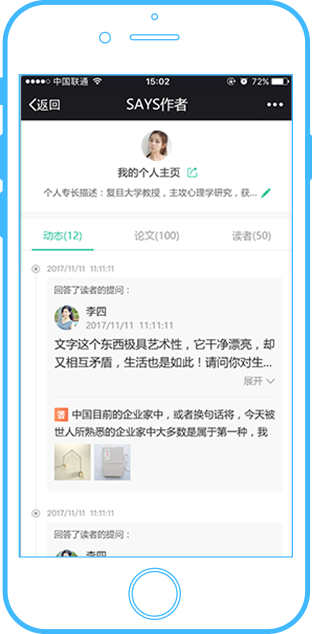 中国联通 15:02 72%
返回 SAYS作者
我的个人主页
个人专长描述：复旦大学教授，主攻心理学研究，获...
动态(12) 论文(100) 读者(50)
2017/11/11 11:11:11
回答了读者的提问：
李四
2017/11/11 11:11:11
文字这个东西极具艺术性，它干净漂亮，却
又相互矛盾，生活也是如此！请问你对生...
展开
答 中国目前的企业家中，或者换句话将，今天被
世人所熟悉的企业家中大多数是属于第一种，我
2017/11/11 11:11:11
回答了读者的提问：
李四